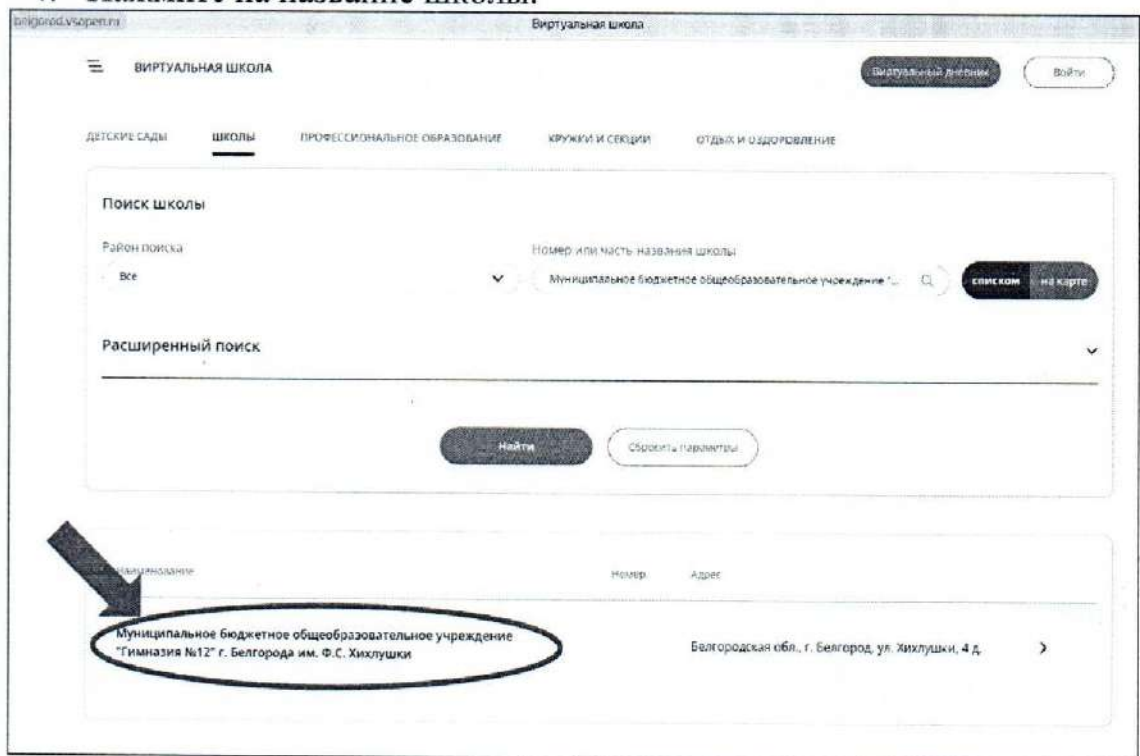 Нажмите на название школы.
belgorod.vsopen.ru
Виртуальная школа
ВИРТУАЛЬНАЯ ШКОЛА
Виртуальный дневник
Войти
ДЕТСКИЕ САДЫ ШКОЛЫ ПРОФЕССИОНАЛЬНОЕ ОБРАЗОВАНИЕ КРУЖКИ И СЕКЦИИ ОТДЫХ И ОЗДОРОВЛЕНИЕ
Поиск школы
Район поиска
Номер или часть названия школы
Все
Муниципальное бюджетное общеобразовательное учреждение "...
списком
на карте
Расширенный поиск
Найти
Сбросить параметры
Наименование Номер Адрес
Муниципальное бюджетное общеобразовательное учреждение
"Гимназия №12" г. Белгорода им. Ф.С. Хихлушки
Белгородская обл., г. Белгород, ул. Хихлушки, 4 д.